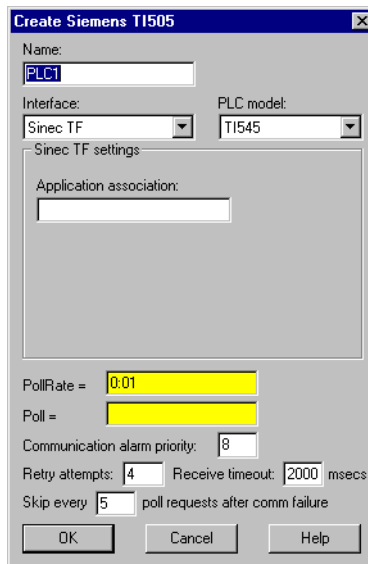 Create Siemens TI505
Name:
PLC1
Interface: PLC model:
Sinec TF TI545
Sinec TF settings
Application association:
PollRate = 0:01
Poll =
Communication alarm priority: 8
Retry attempts: 4 Receive timeout: 2000 msecs
Skip every 5 poll requests after comm failure
OK Cancel Help